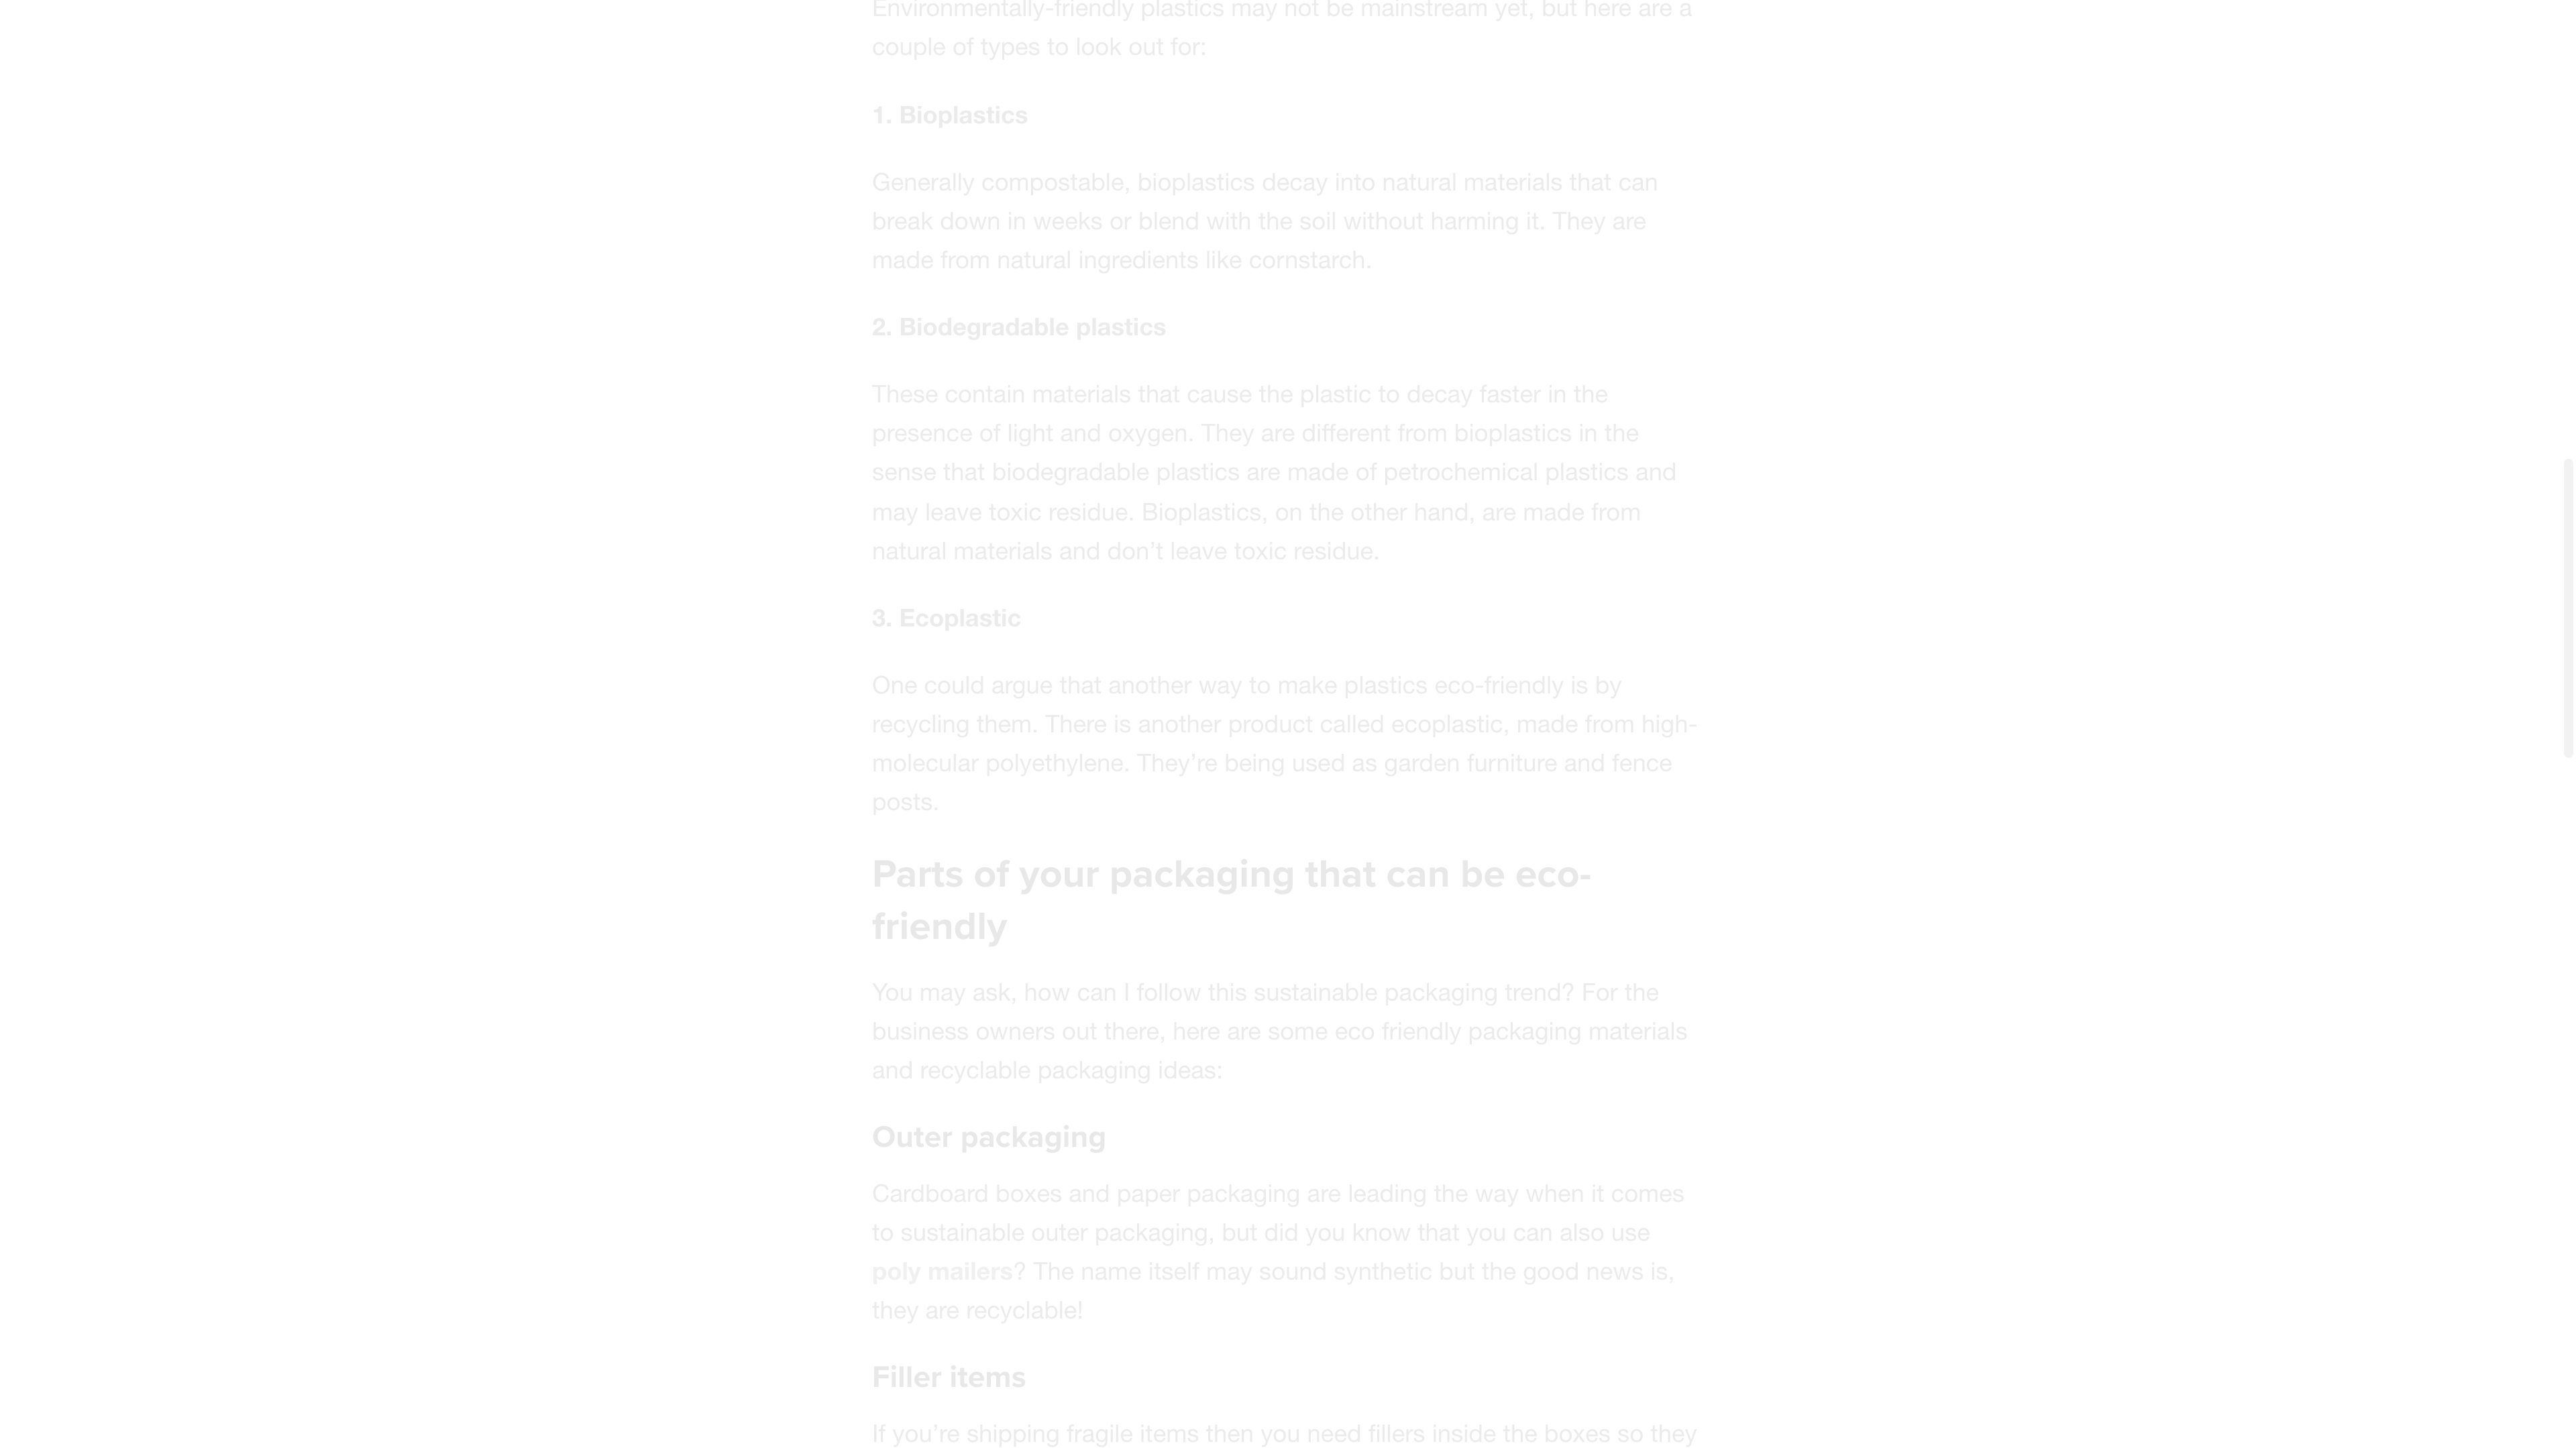 Environmentally-friendly plastics may not be mainstream yet, but here are a
couple of types to look out for:
1. Bioplastics
Generally compostable, bioplastics decay into natural materials that can
break down in weeks or blend with the soil without harming it. They are
made from natural ingredients like cornstarch.
2. Biodegradable plastics
These contain materials that cause the plastic to decay faster in the
presence of light and oxygen. They are different from bioplastics in the
sense that biodegradable plastics are made of petrochemical plastics and
may leave toxic residue. Bioplastics, on the other hand, are made from
natural materials and don’t leave toxic residue.
3. Ecoplastic
One could argue that another way to make plastics eco-friendly is by
recycling them. There is another product called ecoplastic, made from high-
molecular polyethylene. They’re being used as garden furniture and fence
posts.
Parts of your packaging that can be eco-
friendly
You may ask, how can I follow this sustainable packaging trend? For the
business owners out there, here are some eco friendly packaging materials
and recyclable packaging ideas:
Outer packaging
Cardboard boxes and paper packaging are leading the way when it comes
to sustainable outer packaging, but did you know that you can also use
poly mailers? The name itself may sound synthetic but the good news is,
they are recyclable!
Filler items
If you’re shipping fragile items then you need fillers inside the boxes so they